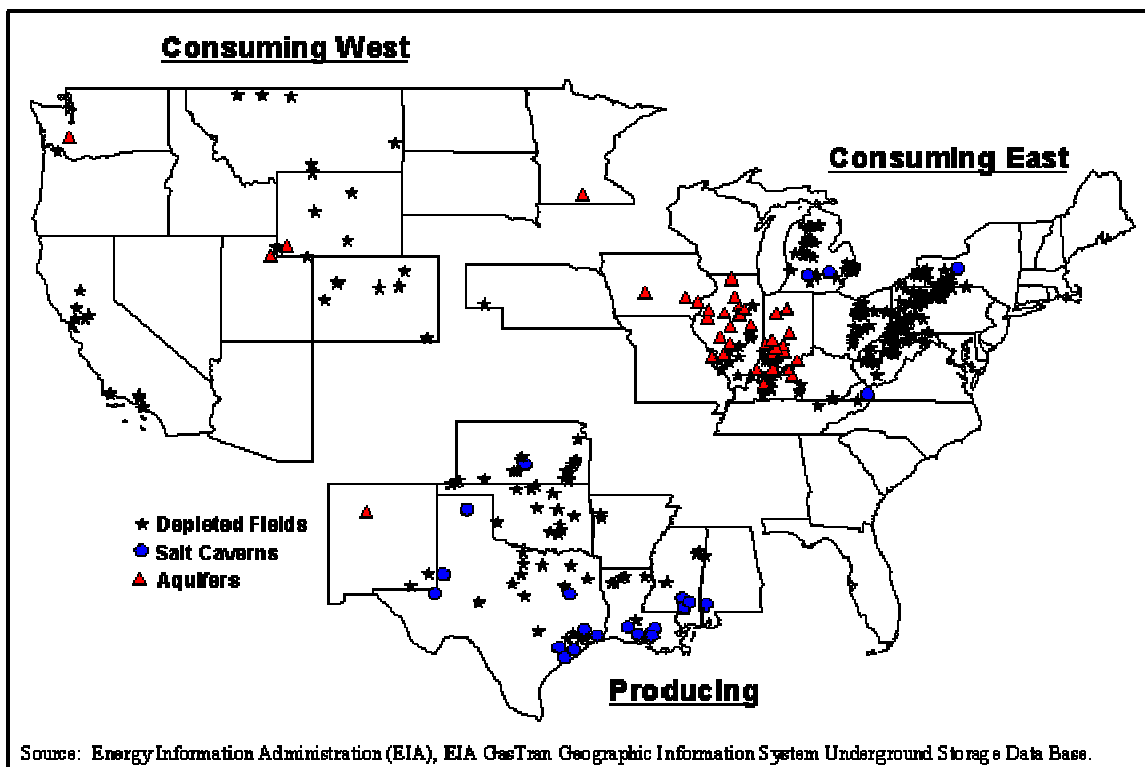 Consuming West
Consuming East
Depleted Fields
Salt Caverns
Aquifers
Producing
Source: Energy Information Administration (EIA), EIA GasTran Geographic Information System Underground Storage Data Base.